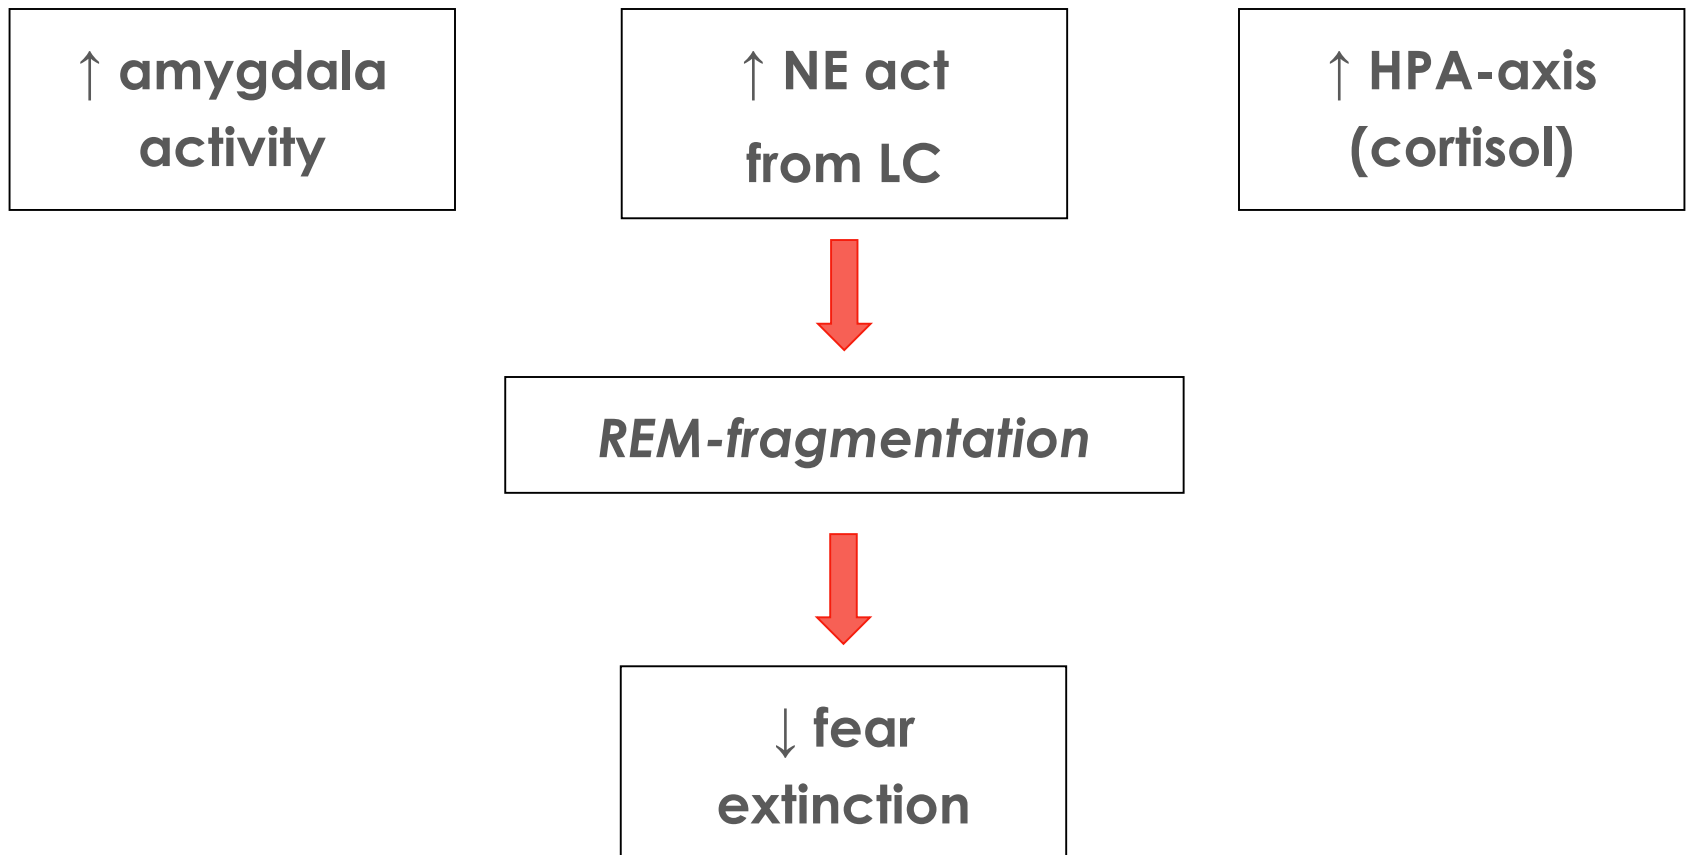 ↑ amygdala
activity
↑ NE act
from LC
↑ HPA-axis
(cortisol)
REM-fragmentation
↓ fear
extinction